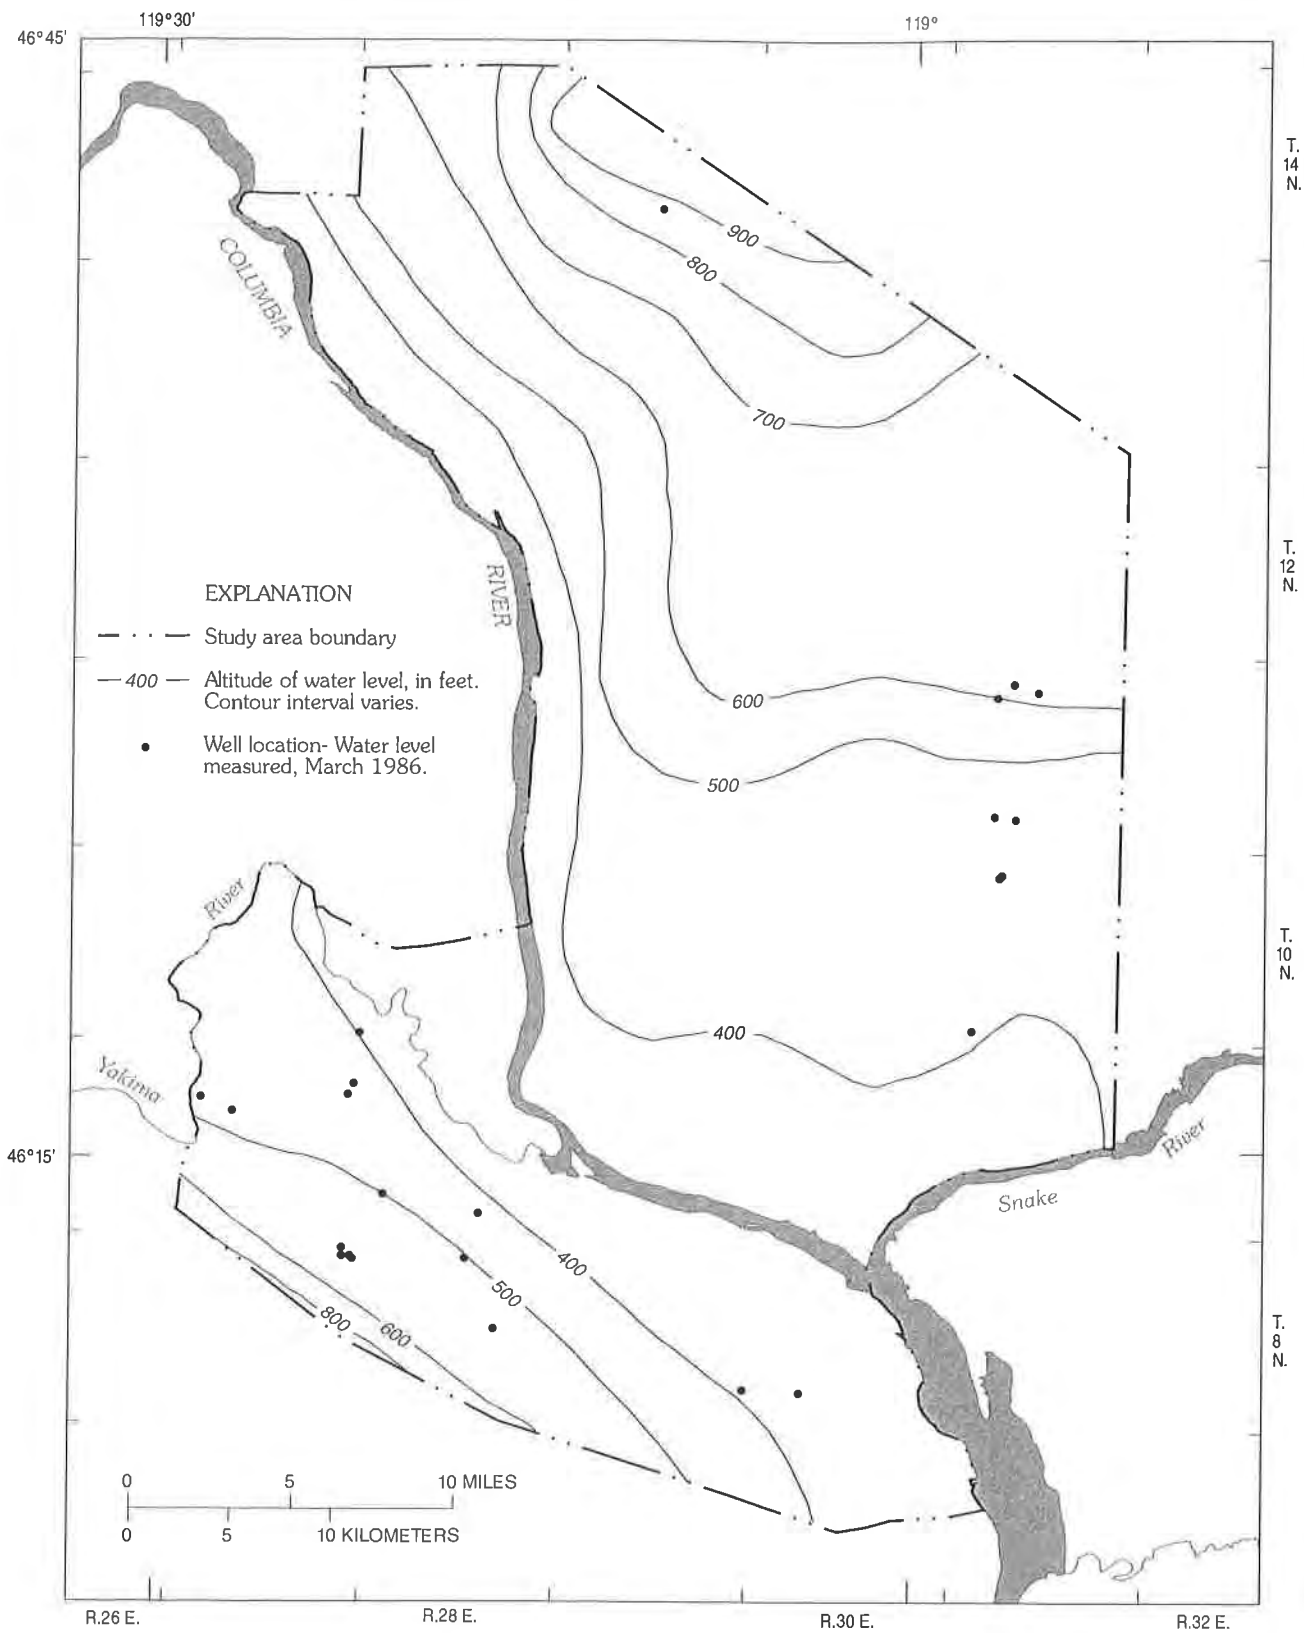 119°30'
119°
46°45'
T.
14
N.
COLUMBIA
900
800
700
T.
12
N.
RIVER
EXPLANATION
Study area boundary
400
Altitude of water level, in feet.
Contour interval varies.
Well location- Water level
measured, March 1986.
600
500
River
T.
10
N.
400
Yakima
46°15'
River
Snake
400
500
800
600
T.
8
N.
0 5 10 MILES
0 5 10 KILOMETERS
R.26 E.
R.28 E.
R.30 E.
R.32 E.